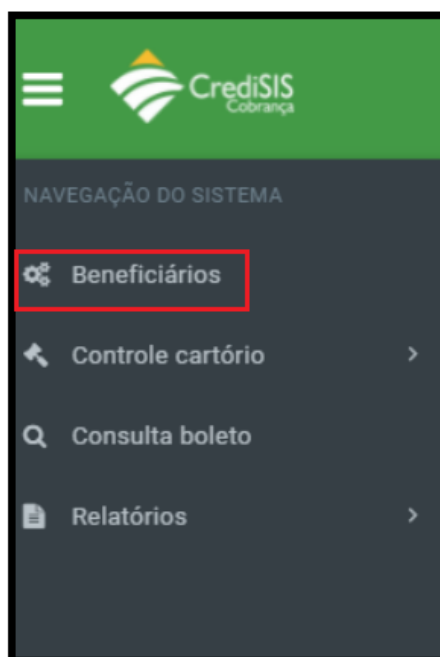 CrediSIS
Cobrança
NAVEGAÇÃO DO SISTEMA
Beneficiários
Controle cartório
Consulta boleto
Relatórios